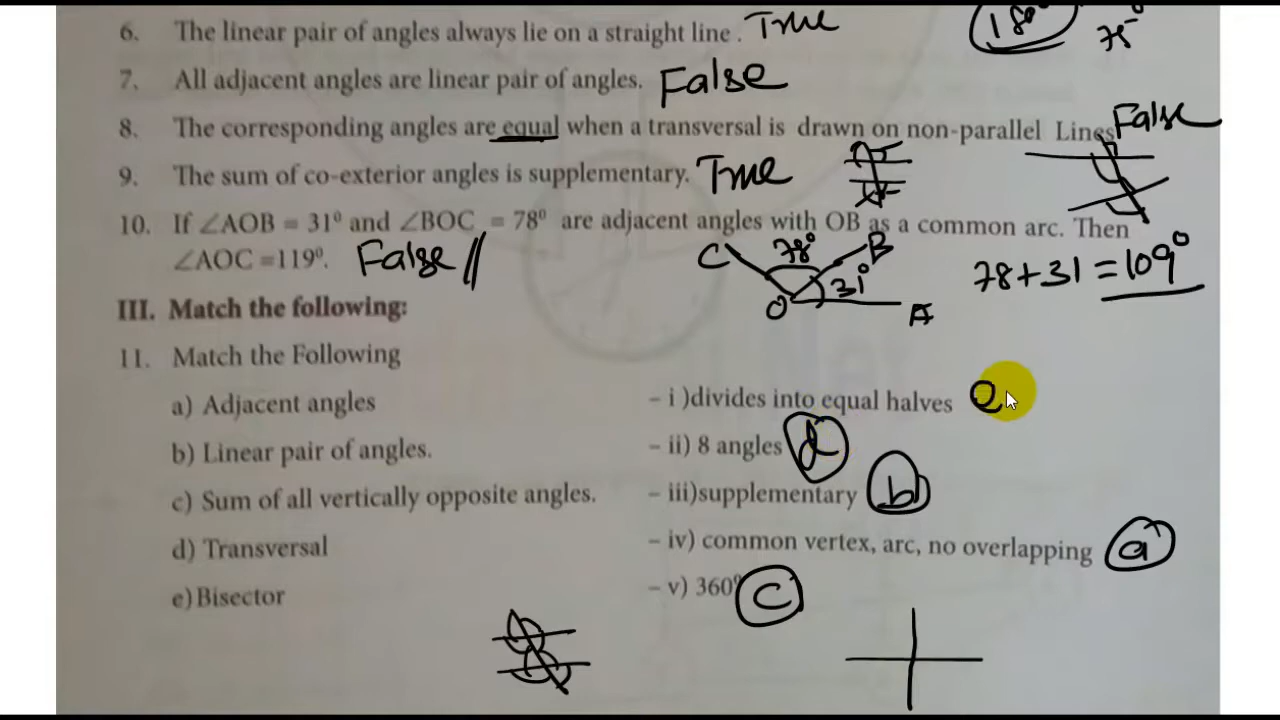 6. The linear pair of angles always lie on a straight line . True 180° 78°
7. All adjacent angles are linear pair of angles. False
8. The corresponding angles are equal when a transversal is drawn on non-parallel Lines False
9. The sum of co-exterior angles is supplementary. True
10. If ∠AOB = 31⁰ and ∠BOC = 78⁰ are adjacent angles with OB as a common arc. Then
∠AOC =119⁰. False //
C 78° B 31° O A
78+31 = 109°
III. Match the following:
11. Match the Following
a) Adjacent angles – i )divides into equal halves e
b) Linear pair of angles. – ii) 8 angles d
c) Sum of all vertically opposite angles. – iii)supplementary b
d) Transversal – iv) common vertex, arc, no overlapping a
e) Bisector – v) 360⁰ c